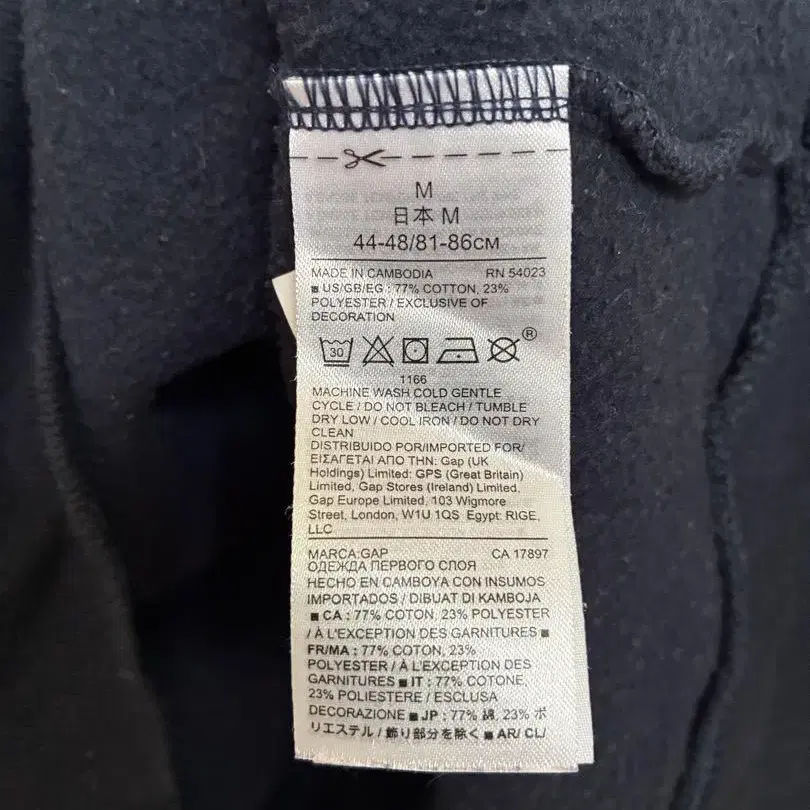 M
日本 M
44-48/81-86CM
MADE IN CAMBODIA RN 54023
■ US/GB/EG : 77% COTTON, 23%
POLYESTER / EXCLUSIVE OF
DECORATION
30 ®
1166
MACHINE WASH COLD GENTLE
CYCLE / DO NOT BLEACH / TUMBLE
DRY LOW / COOL IRON / DO NOT DRY
CLEAN
DISTRIBUIDO POR/IMPORTED FOR/
ΕΙΣΑΓΕΤΑΙ ΑΠΟ ΤΗΝ: Gap (UK
Holdings) Limited: GPS (Great Britain)
Limited, Gap Stores (Ireland) Limited,
Gap Europe Limited, 103 Wigmore
Street, London, W1U 1QS Egypt: RIGE,
LLC
MARCA:GAP CA 17897
ОДЕЖДА ПЕРВОГО СЛОЯ
HECHO EN CAMBOYA CON INSUMOS
IMPORTADOS / DIBUAT DI KAMBOJA
■ CA : 77% COTON, 23% POLYESTER
/ À L'EXCEPTION DES GARNITURES ■
FR/MA : 77% COTON, 23%
POLYESTER / À L'EXCEPTION DES
GARNITURES ■ IT : 77% COTONE,
23% POLIESTERE / ESCLUSA
DECORAZIONE ■ JP : 77% 綿, 23% ポ
リエステル / 飾り部分を除く ■ AR/ CL/